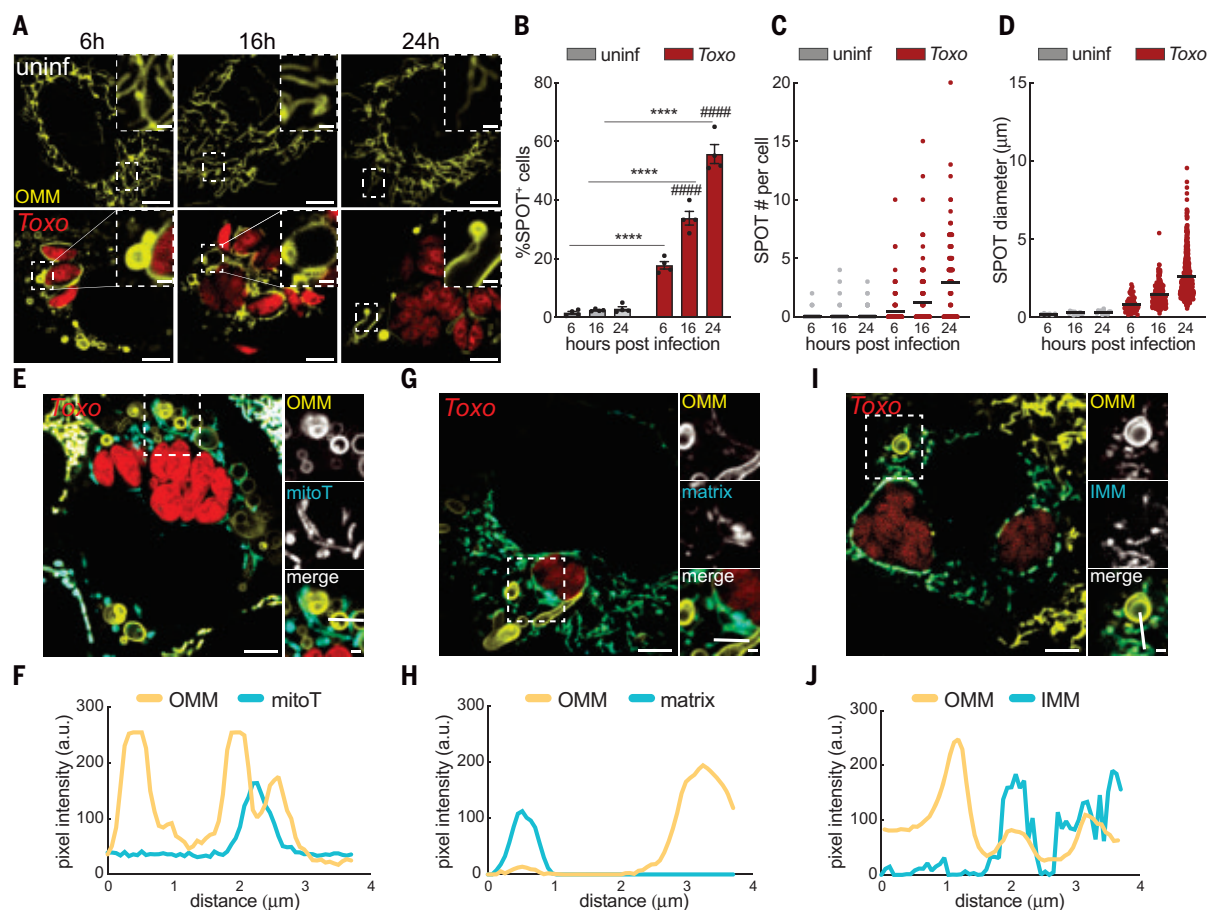 A
6h 16h 24h
uninf
OMM
Toxo
B
uninf Toxo
%SPOT+ cells
80
60
40
20
0
**** **** ****
#### ####
6 16 24 6 16 24
hours post infection
C
uninf Toxo
SPOT # per cell
20
15
10
5
0
6 16 24 6 16 24
hours post infection
D
uninf Toxo
SPOT diameter (μm)
15
10
5
0
6 16 24 6 16 24
hours post infection
E
Toxo
OMM
mitoT
merge
G
Toxo
OMM
matrix
merge
I
Toxo
OMM
IMM
merge
F
OMM mitoT
pixel intensity (a.u.)
300
200
100
0
0 1 2 3 4
distance (μm)
H
OMM matrix
pixel intensity (a.u.)
300
200
100
0
0 1 2 3 4
distance (μm)
J
OMM IMM
pixel intensity (a.u.)
300
200
100
0
0 1 2 3 4
distance (μm)